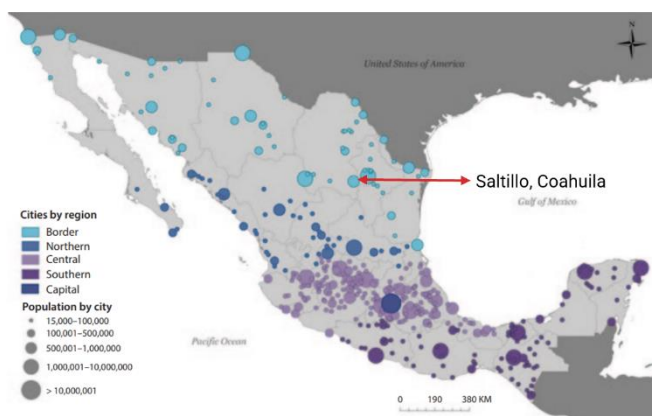 N
United States of America
Saltillo, Coahuila
Gulf of Mexico
Cities by region
Border
Northern
Central
Southern
Capital
Population by city
15,000–100,000
100,001–500,000
500,001–1,000,000
1,000,001–10,000,000
> 10,000,001
Pacific Ocean
0 190 380 KM